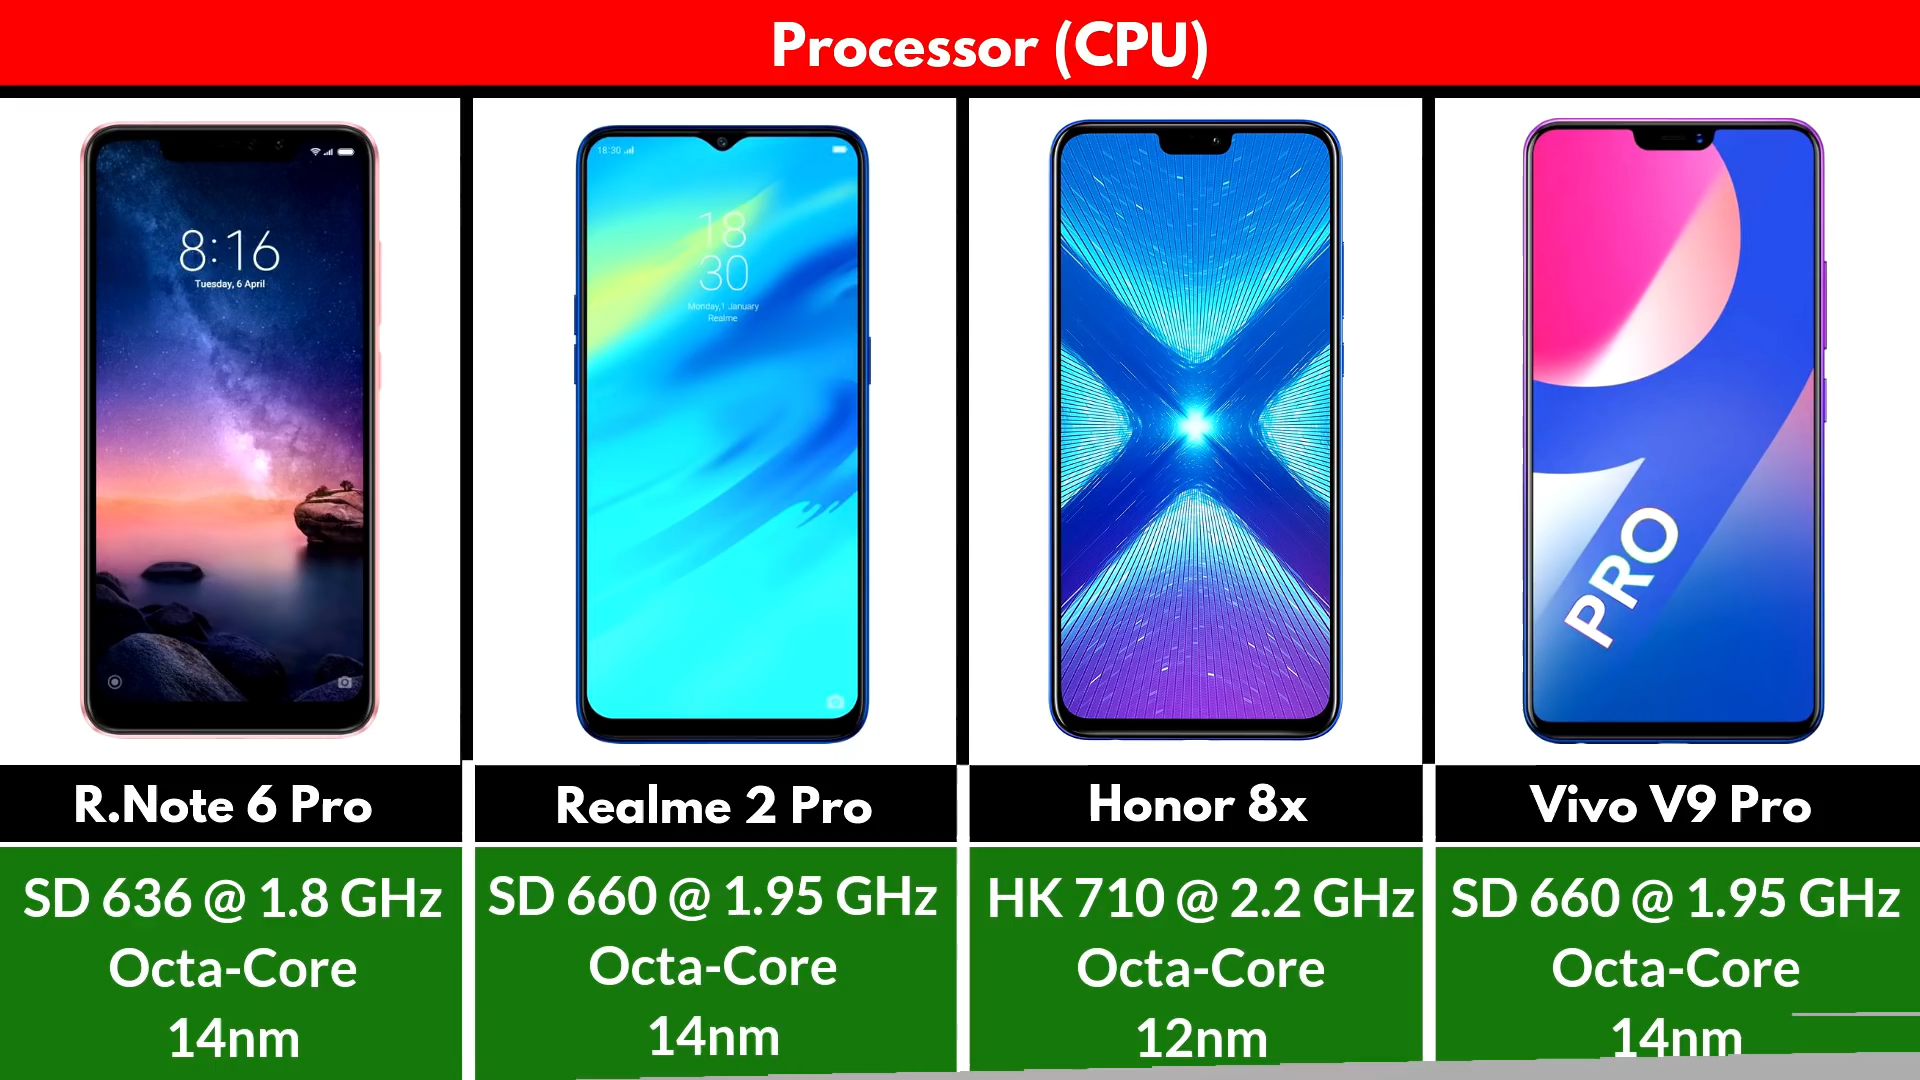 Processor (CPU)
8:16
Tuesday, 6 April
18:30
18
30
Monday,1 January
Realme
PRO
R.Note 6 Pro
Realme 2 Pro
Honor 8x
Vivo V9 Pro
SD 636 @ 1.8 GHz
Octa-Core
14nm
SD 660 @ 1.95 GHz
Octa-Core
14nm
HK 710 @ 2.2 GHz
Octa-Core
12nm
SD 660 @ 1.95 GHz
Octa-Core
14nm